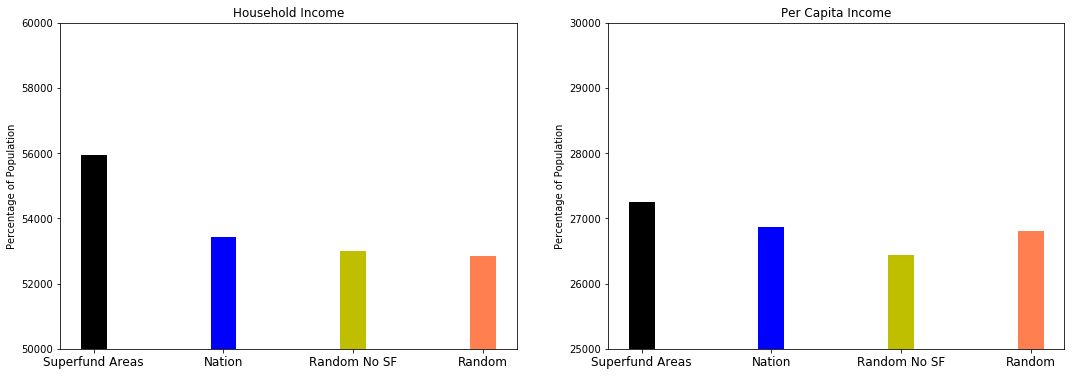 Household Income
Percentage of Population
60000
58000
56000
54000
52000
50000
Superfund Areas Nation Random No SF Random
Per Capita Income
Percentage of Population
30000
29000
28000
27000
26000
25000
Superfund Areas Nation Random No SF Random